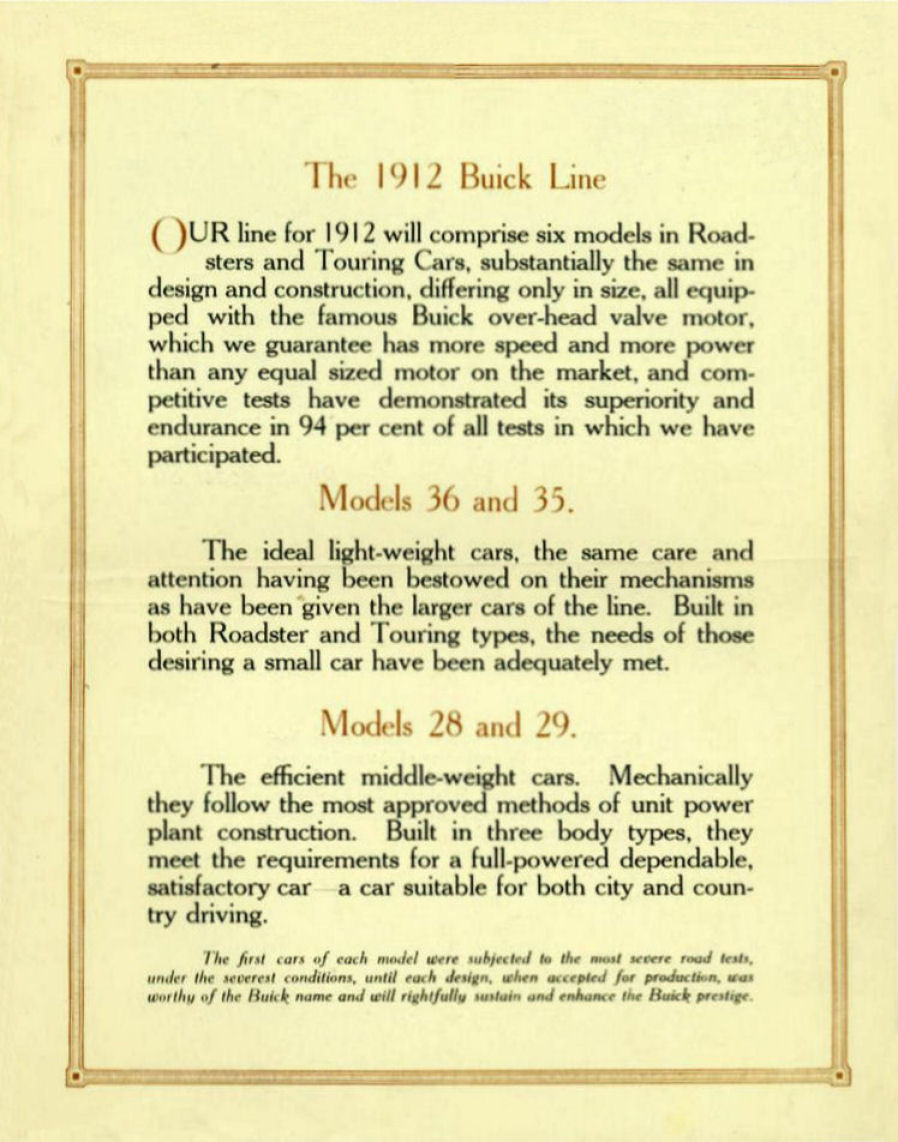 The 1912 Buick Line
OUR line for 1912 will comprise six models in Road-
sters and Touring Cars, substantially the same in
design and construction, differing only in size, all equip-
ped with the famous Buick over-head valve motor,
which we guarantee has more speed and more power
than any equal sized motor on the market, and com-
petitive tests have demonstrated its superiority and
endurance in 94 per cent of all tests in which we have
participated.
Models 36 and 35.
The ideal light-weight cars, the same care and
attention having been bestowed on their mechanisms
as have been given the larger cars of the line. Built in
both Roadster and Touring types, the needs of those
desiring a small car have been adequately met.
Models 28 and 29.
The efficient middle-weight cars. Mechanically
they follow the most approved methods of unit power
plant construction. Built in three body types, they
meet the requirements for a full-powered dependable,
satisfactory car—a car suitable for both city and coun-
try driving.
The first cars of each model were subjected to the most severe road tests,
under the severest conditions, until each design, when accepted for production, was
worthy of the Buick name and will rightfully sustain and enhance the Buick prestige.